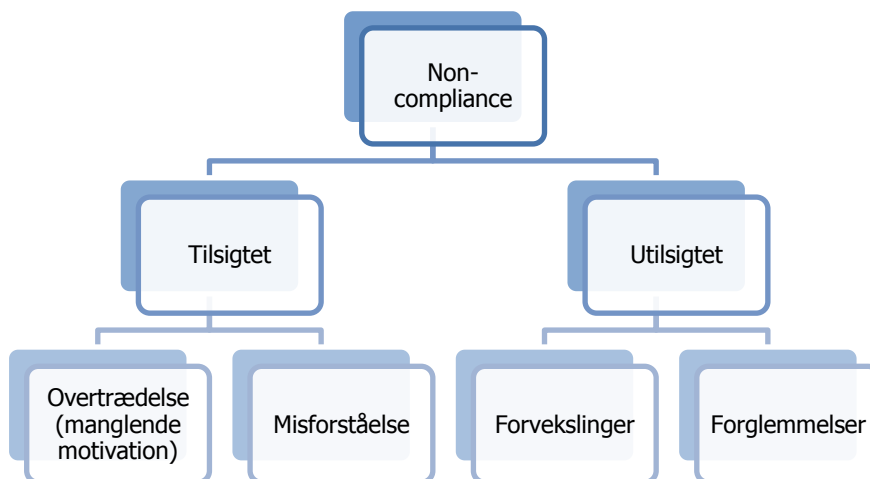 Non-
compliance
Tilsigtet
Utilsigtet
Overtrædelse
(manglende
motivation)
Misforståelse
Forvekslinger
Forglemmelser